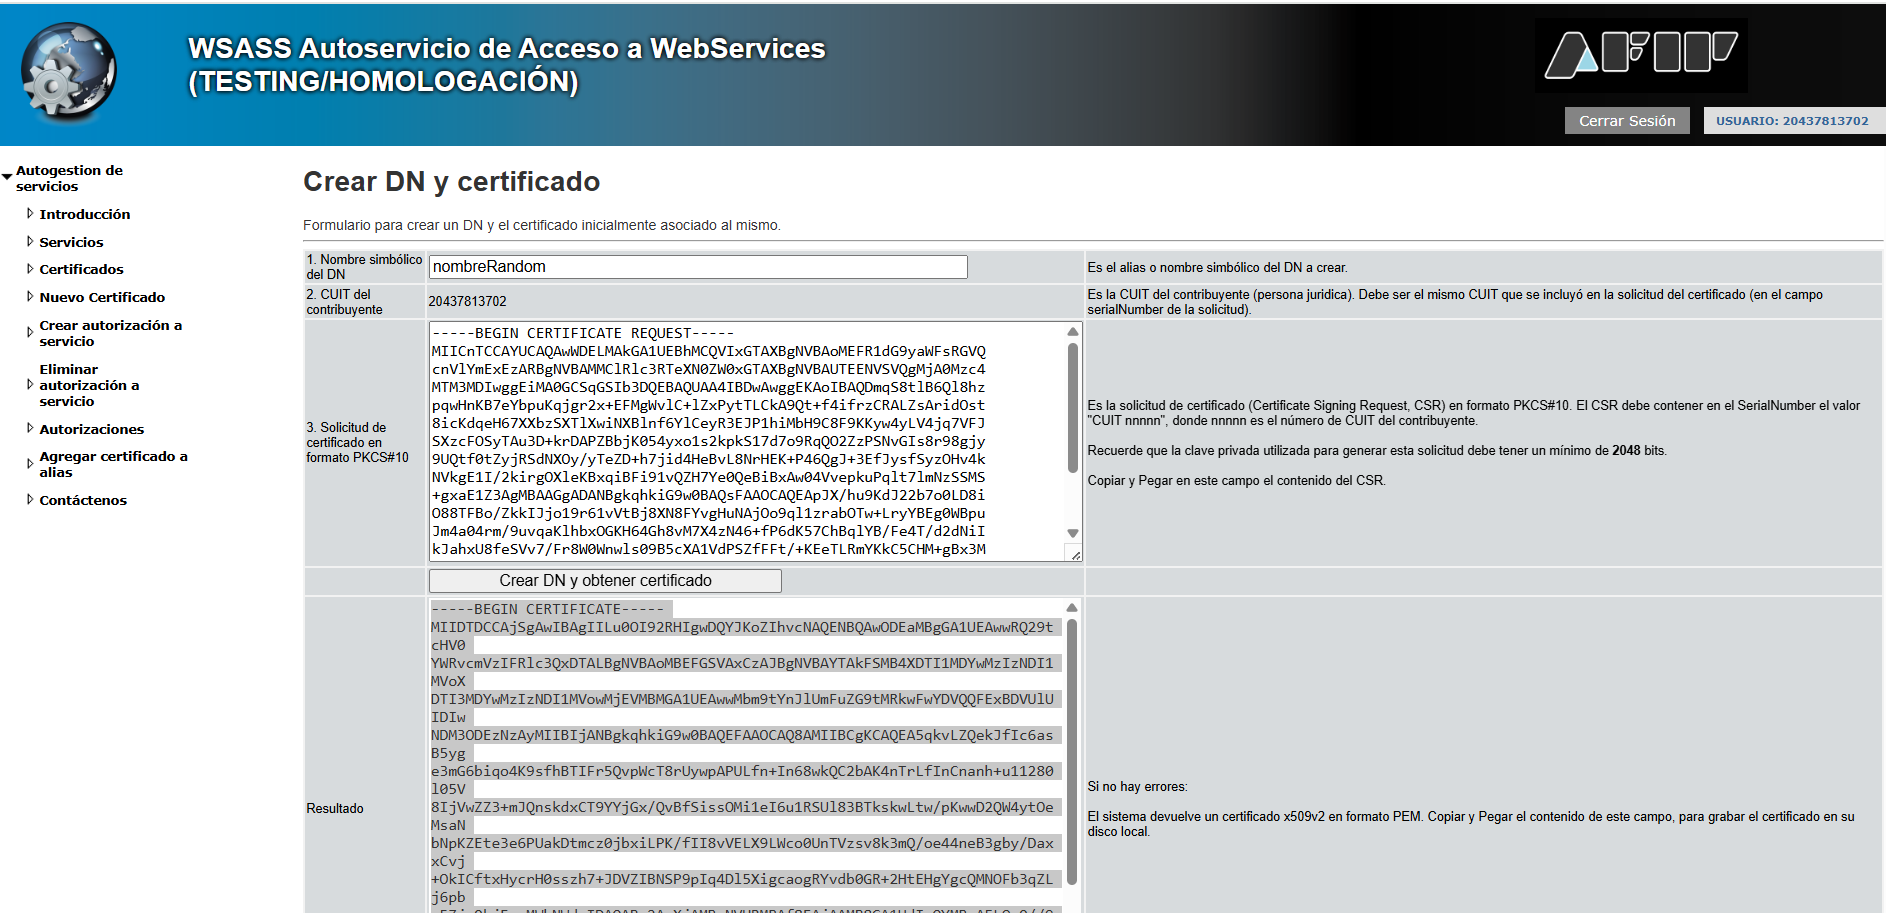 WSASS Autoservicio de Acceso a WebServices
(TESTING/HOMOLOGACIÓN)
AFIP
Cerrar Sesión
USUARIO: 20437813702
Autogestion de
servicios
Introducción
Servicios
Certificados
Nuevo Certificado
Crear autorización a
servicio
Eliminar
autorización a
servicio
Autorizaciones
Agregar certificado a
alias
Contáctenos
Crear DN y certificado
Formulario para crear un DN y el certificado inicialmente asociado al mismo.
1. Nombre simbólico
del DN
nombreRandom
Es el alias o nombre simbólico del DN a crear.
2. CUIT del
contribuyente
20437813702
Es la CUIT del contribuyente (persona juridica). Debe ser el mismo CUIT que se incluyó en la solicitud del certificado (en el campo
serialNumber de la solicitud).
3. Solicitud de
certificado en
formato PKCS#10
-----BEGIN CERTIFICATE REQUEST-----
MIICnTCCAYUCAQAwWDELMAkGA1UEBhMCQVIxGTAXBgNVBAoMEFR1dG9yaWFsRGVQ
cnVlYmExEzARBgNVBAMMClRlc3RTeXN0ZW0xGTAXBgNVBAUTEENVSVQgMjA0Mzc4
MTM3MDIwggEiMA0GCSqGSIb3DQEBAQUAA4IBDwAwggEKAoIBAQDmqS8tlB6Ql8hz
pqwHnKB7eYbpuKqjgr2x+EFMgWvlC+lZxPytTLCkA9Qt+f4ifrzCRALZsAridOst
8icKdqeH67XXbzSXTlXwiNXBlnf6YlCeyR3EJP1hiMbH9C8F9KKyw4yLV4jq7VFJ
SXzcFOSyTAu3D+krDAPZBbjK054yxo1s2kpkS17d7o9RqQO2ZzPSNvGIs8r98gjy
9UQtf0tZyjRSdNXOy/yTeZD+h7jid4HeBvL8NrHEK+P46QgJ+3EfJysfSyzOHv4k
NVkgE1I/2kirgOXleKBxqiBFi91vQZH7Ye0QeBiBxAw04VvepkuPqlt7lmNzSSMS
+gxaE1Z3AgMBAAGgADANBgkqhkiG9w0BAQsFAAOCAQEApJX/hu9KdJ22b7o0LD8i
O88TFBo/ZkkIJjo19r61vVtBj8XN8FYvgHuNAjOo9ql1zrabOTw+LryYBEg0WBpu
Jm4a04rm/9uvqaKlhbxOGKH64Gh8vM7X4zN46+fP6dK57ChBqlYB/Fe4T/d2dNiI
kJahxU8feSVv7/Fr8W0Wnwls09B5cXA1VdPSZfFFt/+KEeTLRmYKkC5CHM+gBx3M
Es la solicitud de certificado (Certificate Signing Request, CSR) en formato PKCS#10. El CSR debe contener en el SerialNumber el valor
"CUIT nnnnn", donde nnnnn es el número de CUIT del contribuyente.
Recuerde que la clave privada utilizada para generar esta solicitud debe tener un mínimo de 2048 bits.
Copiar y Pegar en este campo el contenido del CSR.
Crear DN y obtener certificado
Resultado
-----BEGIN CERTIFICATE-----
MIIDTDCCAjSgAwIBAgIILu0OI92RHIgwDQYJKoZIhvcNAQENBQAwODEaMBgGA1UEAwwRQ29t
cHV0
YWRvcmVzIFRlc3QxDTALBgNVBAoMBEFGSVAxCzAJBgNVBAYTAkFSMB4XDTI1MDYwMzIzNDI1
MVoX
DTI3MDYwMzIzNDI1MVowMjEVMBMGA1UEAwwMbm9tYnJlUmFuZG9tMRkwFwYDVQQFExBDVUlU
IDIw
NDM3ODEzNzAyMIIBIjANBgkqhkiG9w0BAQEFAAOCAQ8AMIIBCgKCAQEA5qkvLZQekJfIc6as
B5yg
e3mG6biqo4K9sfhBTIFr5QvpWcT8rUywpAPULfn+In68wkQC2bAK4nTrLfInCnanh+u11280
l05V
8IjVwZZ3+mJQnskdxCT9YYjGx/QvBfSissOMi1eI6u1RSUl83BTkskwLtw/pKwwD2QW4ytOe
MsaN
bNpKZEte3e6PUakDtmcz0jbxiLPK/fII8vVELX9LWco0UnTVzsv8k3mQ/oe44neB3gby/Dax
xCvj
+OkICftxHycrH0sszh7+JDVZIBNSP9pIq4Dl5XigcaogRYvdb0GR+2HtEHgYgcQMNOFb3qZL
j6pb
Si no hay errores:
El sistema devuelve un certificado x509v2 en formato PEM. Copiar y Pegar el contenido de este campo, para grabar el certificado en su
disco local.